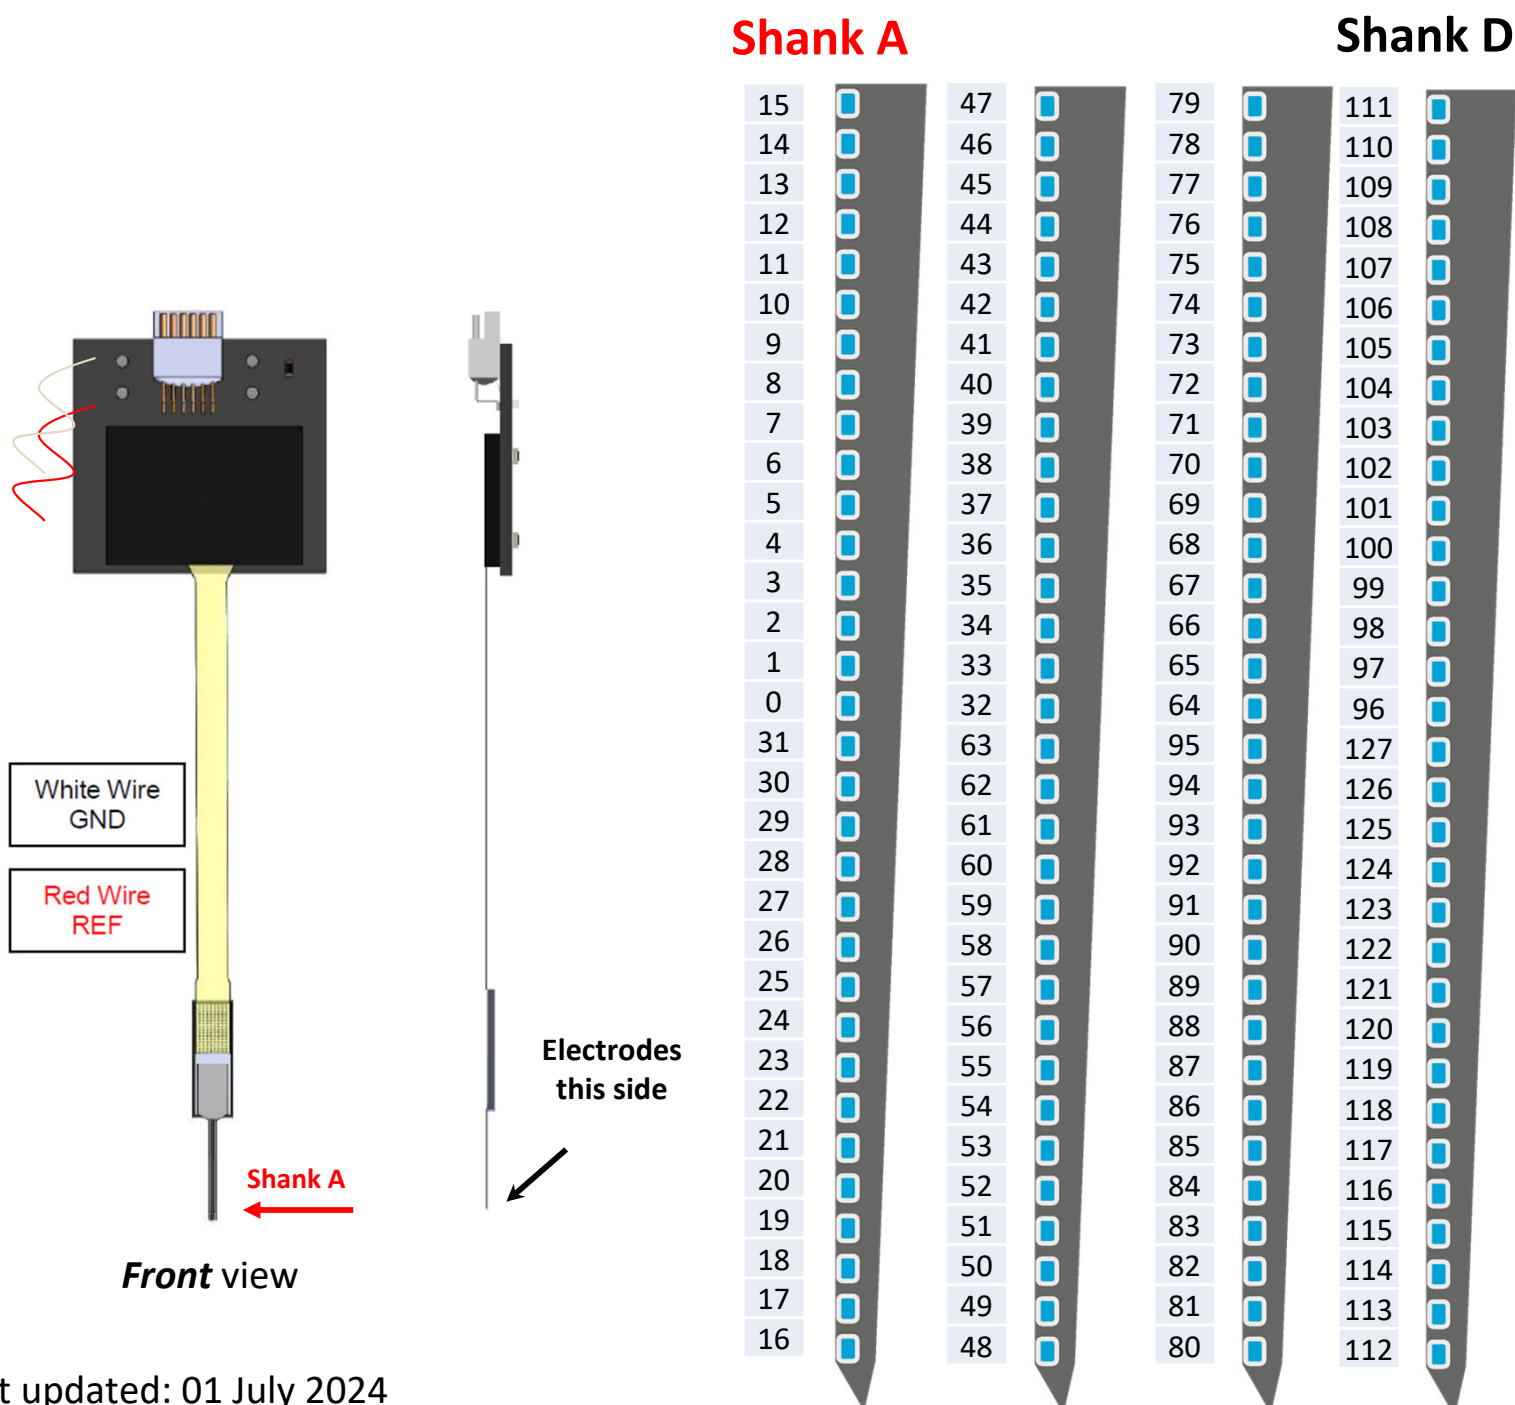 Shank A
Shank D
15 47 79 111
14 46 78 110
13 45 77 109
12 44 76 108
11 43 75 107
10 42 74 106
9 41 73 105
8 40 72 104
7 39 71 103
6 38 70 102
5 37 69 101
4 36 68 100
3 35 67 99
2 34 66 98
1 33 65 97
0 32 64 96
31 63 95 127
30 62 94 126
29 61 93 125
28 60 92 124
27 59 91 123
26 58 90 122
25 57 89 121
24 56 88 120
23 55 87 119
22 54 86 118
21 53 85 117
20 52 84 116
19 51 83 115
18 50 82 114
17 49 81 113
16 48 80 112
White Wire
GND
Red Wire
REF
Electrodes
this side
Shank A
Front view
t updated: 01 July 2024